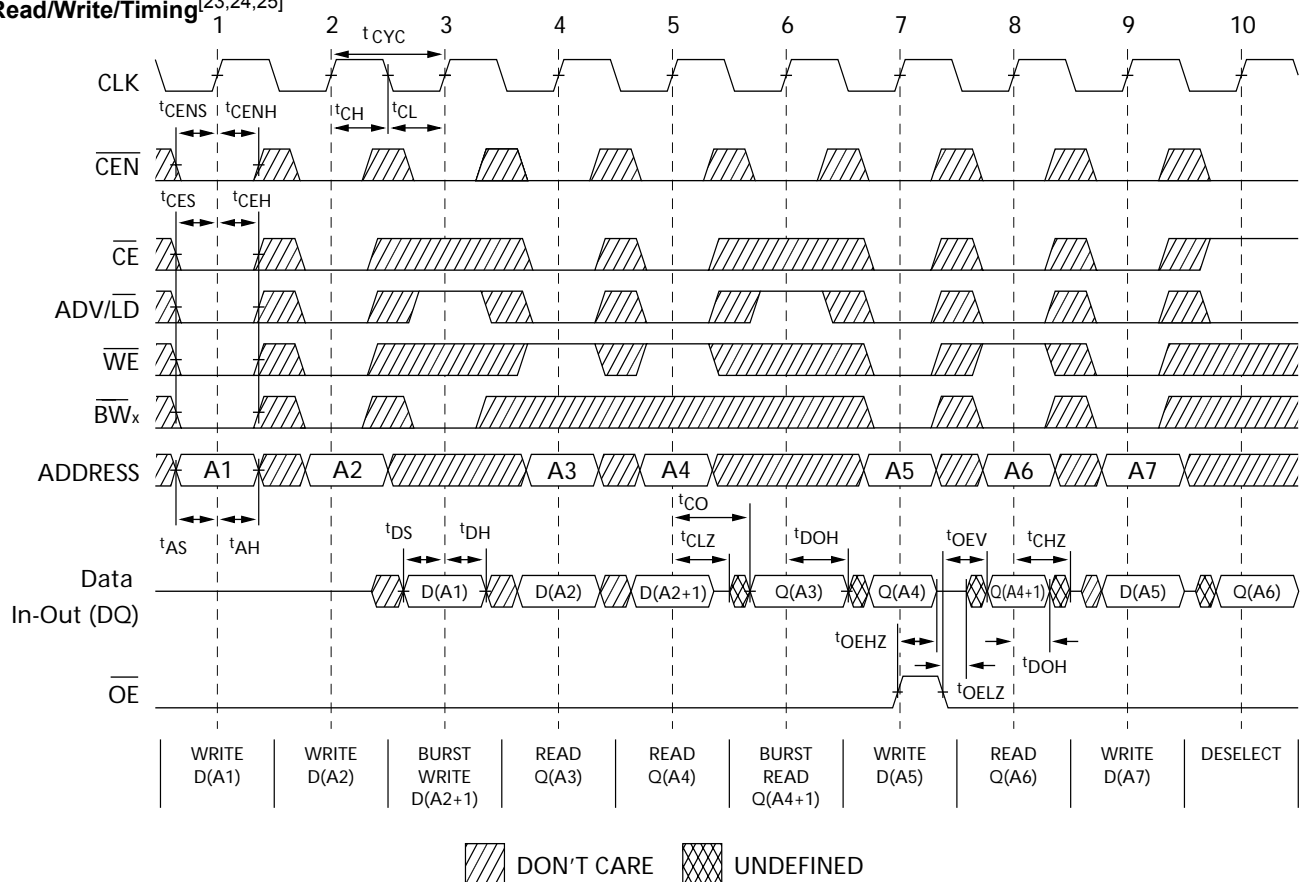 Read/Write/Timing[23,24,25]
1 2 3 4 5 6 7 8 9 10
tCYC
CLK
tCENS tCENH tCH tCL
CEN
tCES tCEH
CE
ADV/LD
WE
BWx
ADDRESS A1 A2 A3 A4 A5 A6 A7
tCO
tAS tAH tDS tDH tCLZ tDOH tOEV tCHZ
Data
In-Out (DQ) D(A1) D(A2) D(A2+1) Q(A3) Q(A4) Q(A4+1) D(A5) Q(A6)
tOEHZ tDOH
tOELZ
OE
WRITE
D(A1)
WRITE
D(A2)
BURST
WRITE
D(A2+1)
READ
Q(A3)
READ
Q(A4)
BURST
READ
Q(A4+1)
WRITE
D(A5)
READ
Q(A6)
WRITE
D(A7)
DESELECT
DON'T CARE UNDEFINED